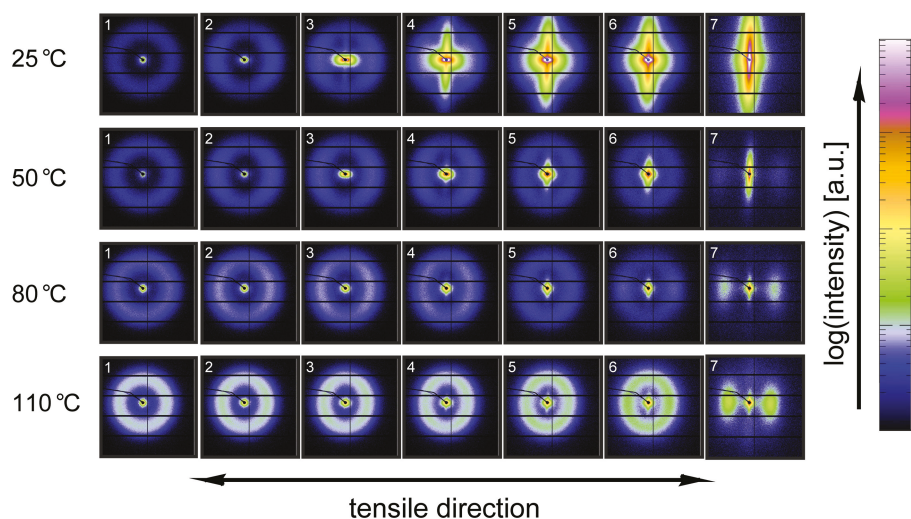 1 2 3 4 5 6 7
25 °C
1 2 3 4 5 6 7
50 °C
1 2 3 4 5 6 7
80 °C
1 2 3 4 5 6 7
110 °C
log(intensity) [a.u.]
tensile direction